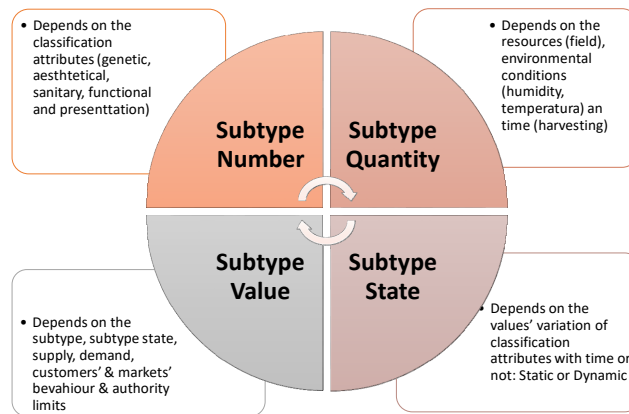 • Depends on the
classification
attributes (genetic,
aesthtetical,
sanitary, functional
and presenttation)
• Depends on the
resources (field),
environmental
conditions
(humidity,
temperatura) an
time (harvesting)
Subtype
Number
Subtype
Quantity
Subtype
Value
Subtype
State
• Depends on the
subtype, subtype state,
supply, demand,
customers' & markets'
bevahiour & authority
limits
• Depends on the
values' variation of
classification
attributes with time or
not: Static or Dynamic